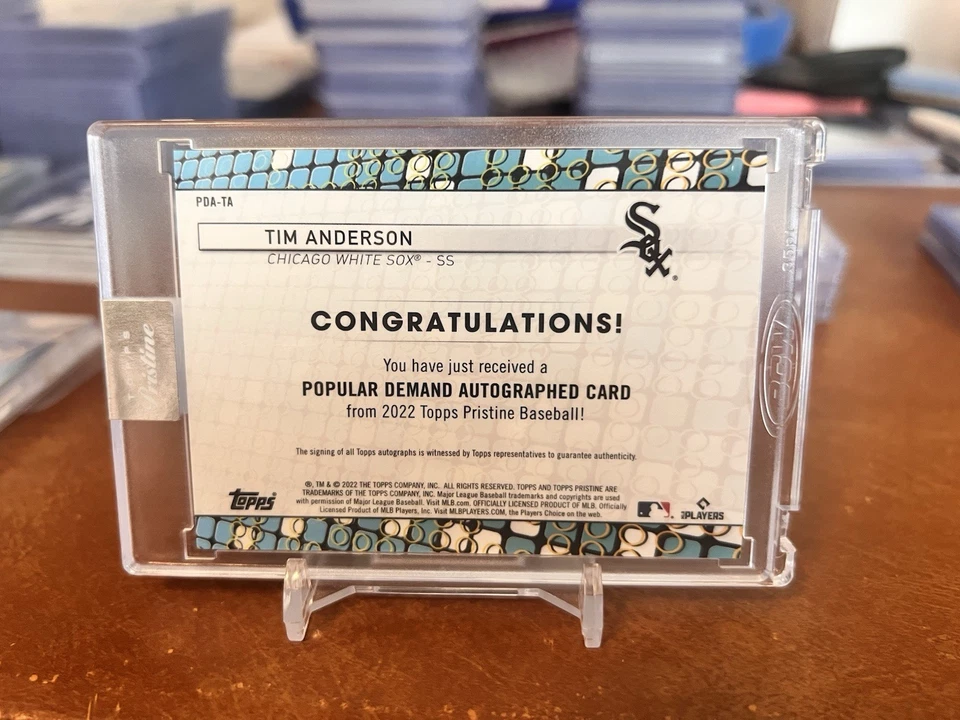 PDA-TA
TIM ANDERSON
CHICAGO WHITE SOX® - SS
Sox®
CONGRATULATIONS!
You have just received a
POPULAR DEMAND AUTOGRAPHED CARD
from 2022 Topps Pristine Baseball!
The signing of all Topps autographs is witnessed by Topps representatives to guarantee authenticity.
®, TM & © 2022 THE TOPPS COMPANY, INC. ALL RIGHTS RESERVED. TOPPS AND TOPPS PRISTINE ARE
TRADEMARKS OF THE TOPPS COMPANY, INC. Major League Baseball trademarks and copyrights are used
with permission of Major League Baseball. Visit MLB.com. OFFICIALLY LICENSED PRODUCT OF MLB. Officially
Licensed Product of MLB Players, Inc. Visit MLBPLAYERS.COM, the Players Choice on the web.
topps®
MLB PLAYERS
Pristine
BCW